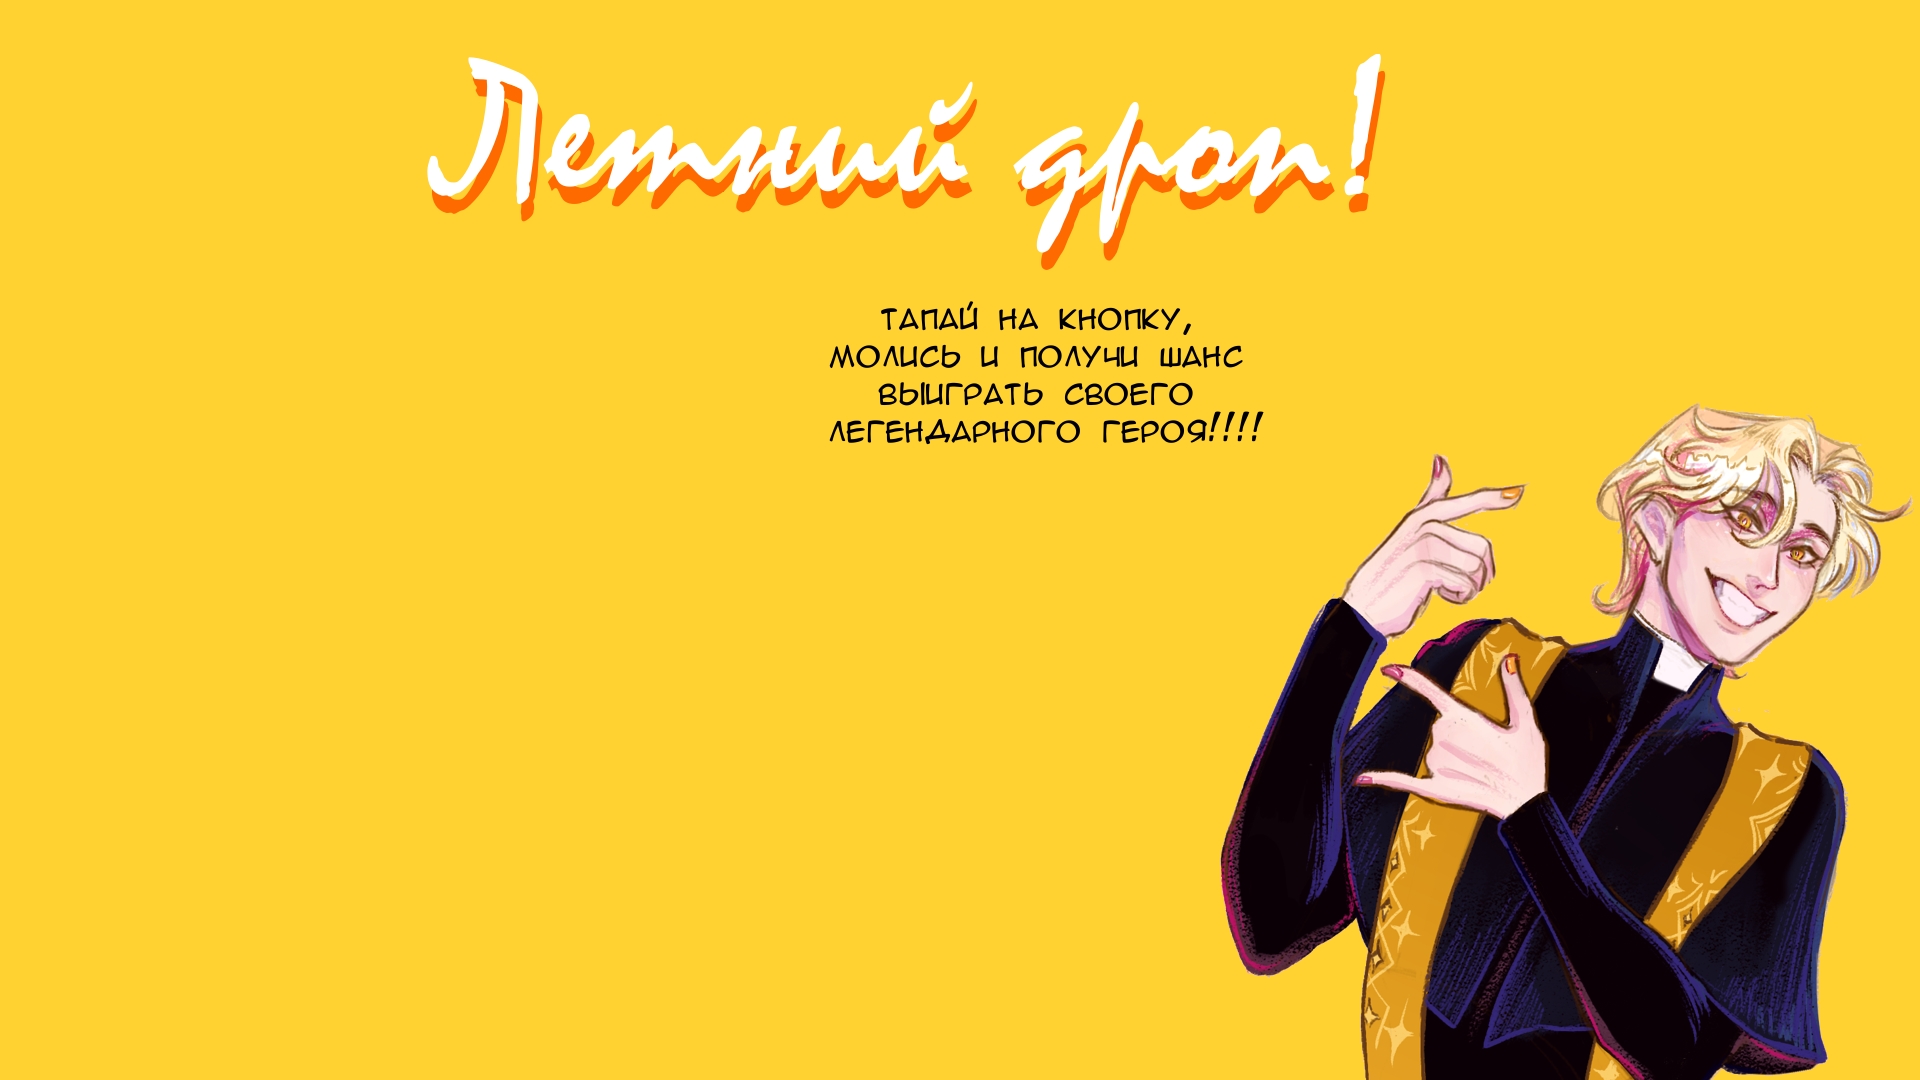 Летний дроп!
ТАПАЙ НА КНОПКУ,
МОЛИСЬ И ПОЛУЧИ ШАНС
ВЫИГРАТЬ СВОЕГО
ЛЕГЕНДАРНОГО ГЕРОЯ!!!!